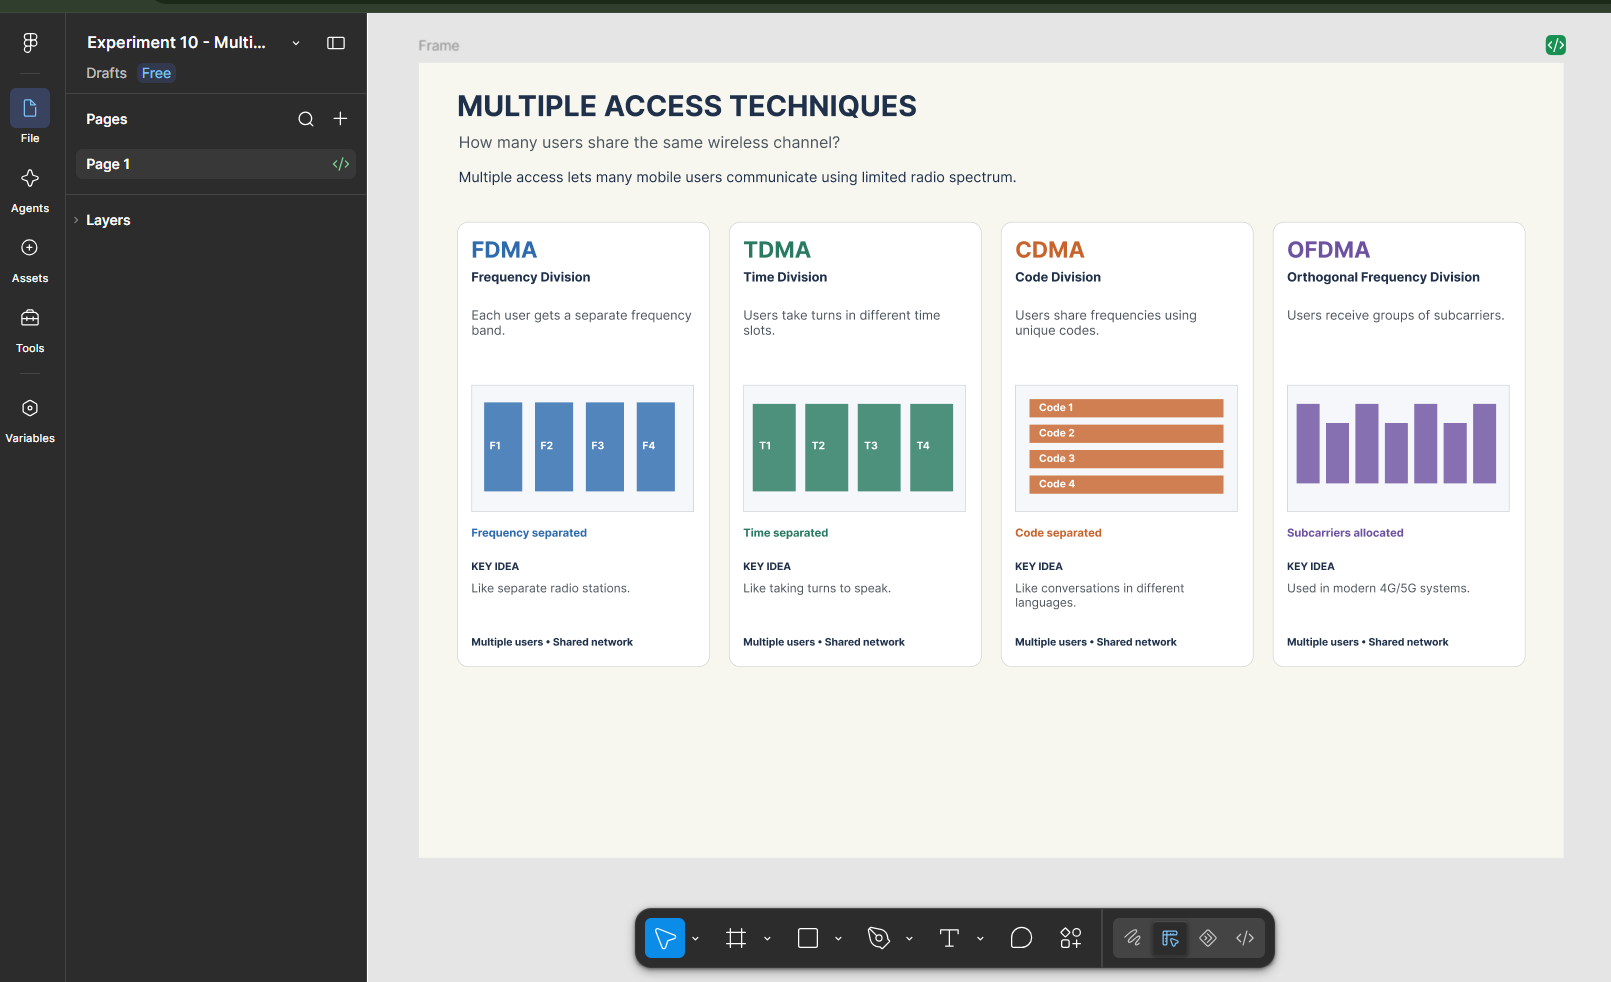 Experiment 10 - Multi...
Drafts Free
File
Pages
Page 1
Agents
Layers
Assets
Tools
Variables
Frame
MULTIPLE ACCESS TECHNIQUES
How many users share the same wireless channel?
Multiple access lets many mobile users communicate using limited radio spectrum.
FDMA
Frequency Division
Each user gets a separate frequency
band.
F1 F2 F3 F4
Frequency separated
KEY IDEA
Like separate radio stations.
Multiple users • Shared network
TDMA
Time Division
Users take turns in different time
slots.
T1 T2 T3 T4
Time separated
KEY IDEA
Like taking turns to speak.
Multiple users • Shared network
CDMA
Code Division
Users share frequencies using
unique codes.
Code 1
Code 2
Code 3
Code 4
Code separated
KEY IDEA
Like conversations in different
languages.
Multiple users • Shared network
OFDMA
Orthogonal Frequency Division
Users receive groups of subcarriers.
Subcarriers allocated
KEY IDEA
Used in modern 4G/5G systems.
Multiple users • Shared network